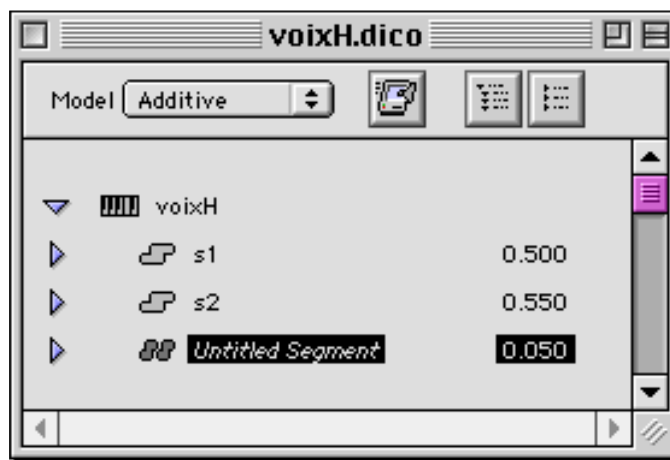 voixH.dico
Model Additive
voixH
s1 0.500
s2 0.550
Untitled Segment 0.050